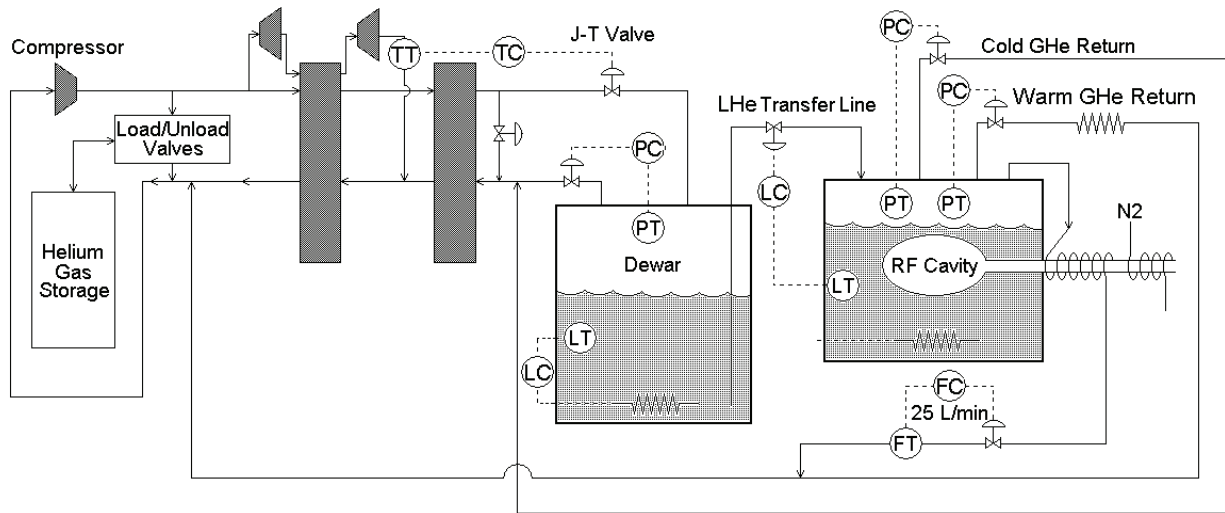 Compressor
J-T Valve
Cold GHe Return
Warm GHe Return
LHe Transfer Line
TT
TC
PC
PC
Load/Unload
Valves
PC
LC
PT
PT
PT
N2
Helium
Gas
Storage
Dewar
RF Cavity
LT
LT
LC
FC
25 L/min
FT